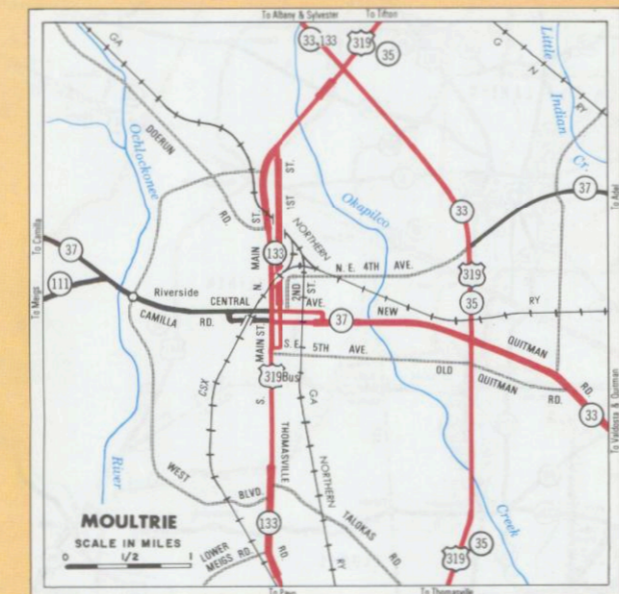 To Albany & Sylvester
To Tifton
33, 133
319
35
GA
G N RY
Little Indian Cr.
Ochlockonee
DOERUN RD.
Okapilco
37
To Adel
33
To Camilla
37
111
To Meigs
ST.
1ST ST.
N. MAIN
133
NORTHERN
N. E. 4TH AVE.
319
35
RY
Riverside
CENTRAL AVE.
2ND ST.
CAMILLA RD.
37
NEW QUITMAN RD.
S. MAIN ST.
S.E. 5TH AVE.
OLD QUITMAN RD.
319Bus
33
To Valdosta & Quitman
CSX
GA NORTHERN RY
THOMASVILLE RD.
River
WEST BLVD.
TALOKAS RD
Creek
133
LOWER MEIGS RD.
35
319
MOULTRIE
SCALE IN MILES
0 1/2 1
To Pavo
To Thomasville